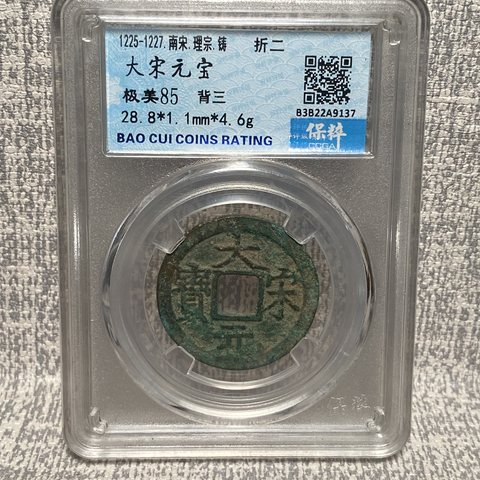 1225-1227.南宋.理宗.铸 折二
大宋元宝
极美85 背三
28.8*1.1mm*4.6g
BAO CUI COINS RATING
B3B22A9137
保粹
CCGA
大
寶 宋
元